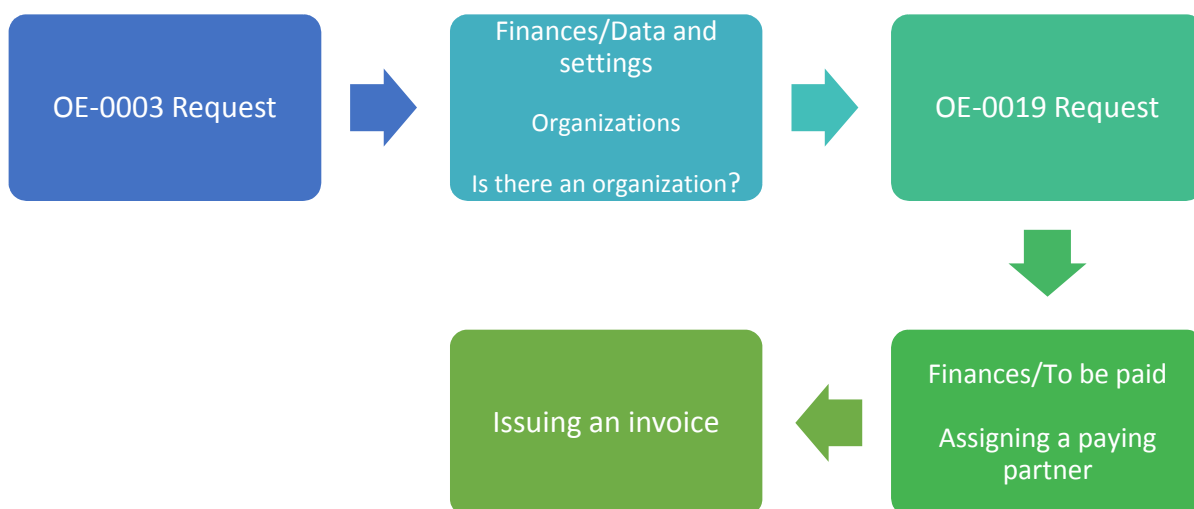 OE-0003 Request
Finances/Data and
settings
Organizations
Is there an organization?
OE-0019 Request
Finances/To be paid
Assigning a paying
partner
Issuing an invoice